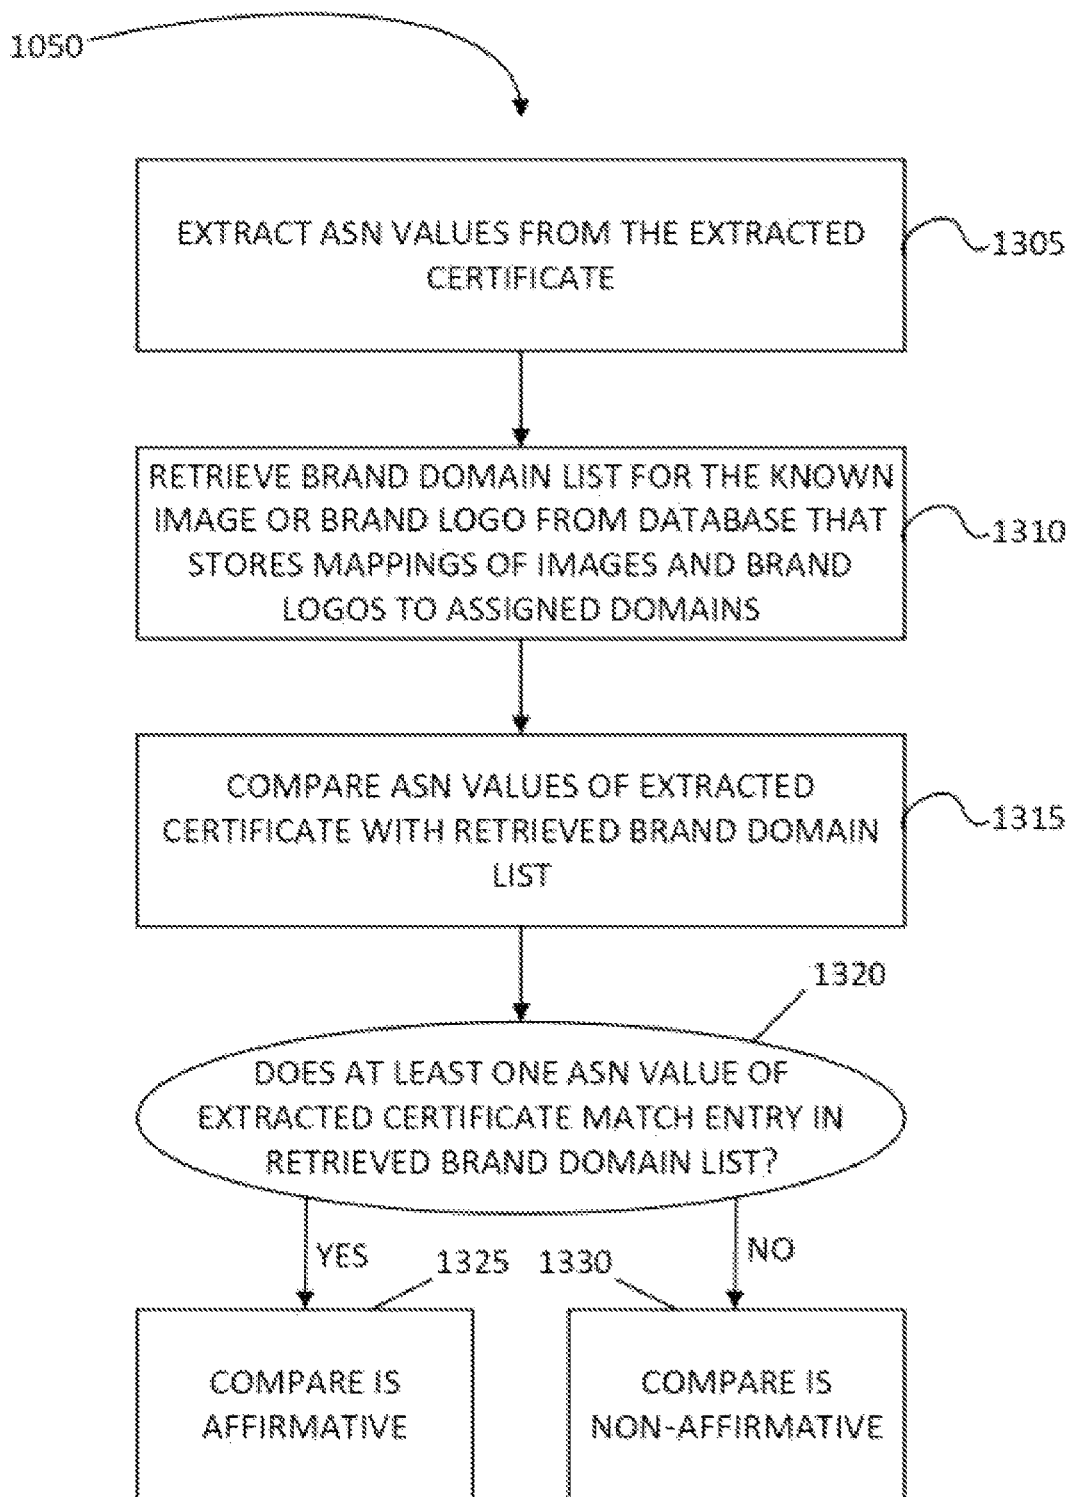 1050
EXTRACT ASN VALUES FROM THE EXTRACTED
CERTIFICATE
1305
RETRIEVE BRAND DOMAIN LIST FOR THE KNOWN
IMAGE OR BRAND LOGO FROM DATABASE THAT
STORES MAPPINGS OF IMAGES AND BRAND
LOGOS TO ASSIGNED DOMAINS
1310
COMPARE ASN VALUES OF EXTRACTED
CERTIFICATE WITH RETRIEVED BRAND DOMAIN
LIST
1315
1320
DOES AT LEAST ONE ASN VALUE OF
EXTRACTED CERTIFICATE MATCH ENTRY IN
RETRIEVED BRAND DOMAIN LIST?
YES
1325
1330
NO
COMPARE IS
AFFIRMATIVE
COMPARE IS
NON-AFFIRMATIVE